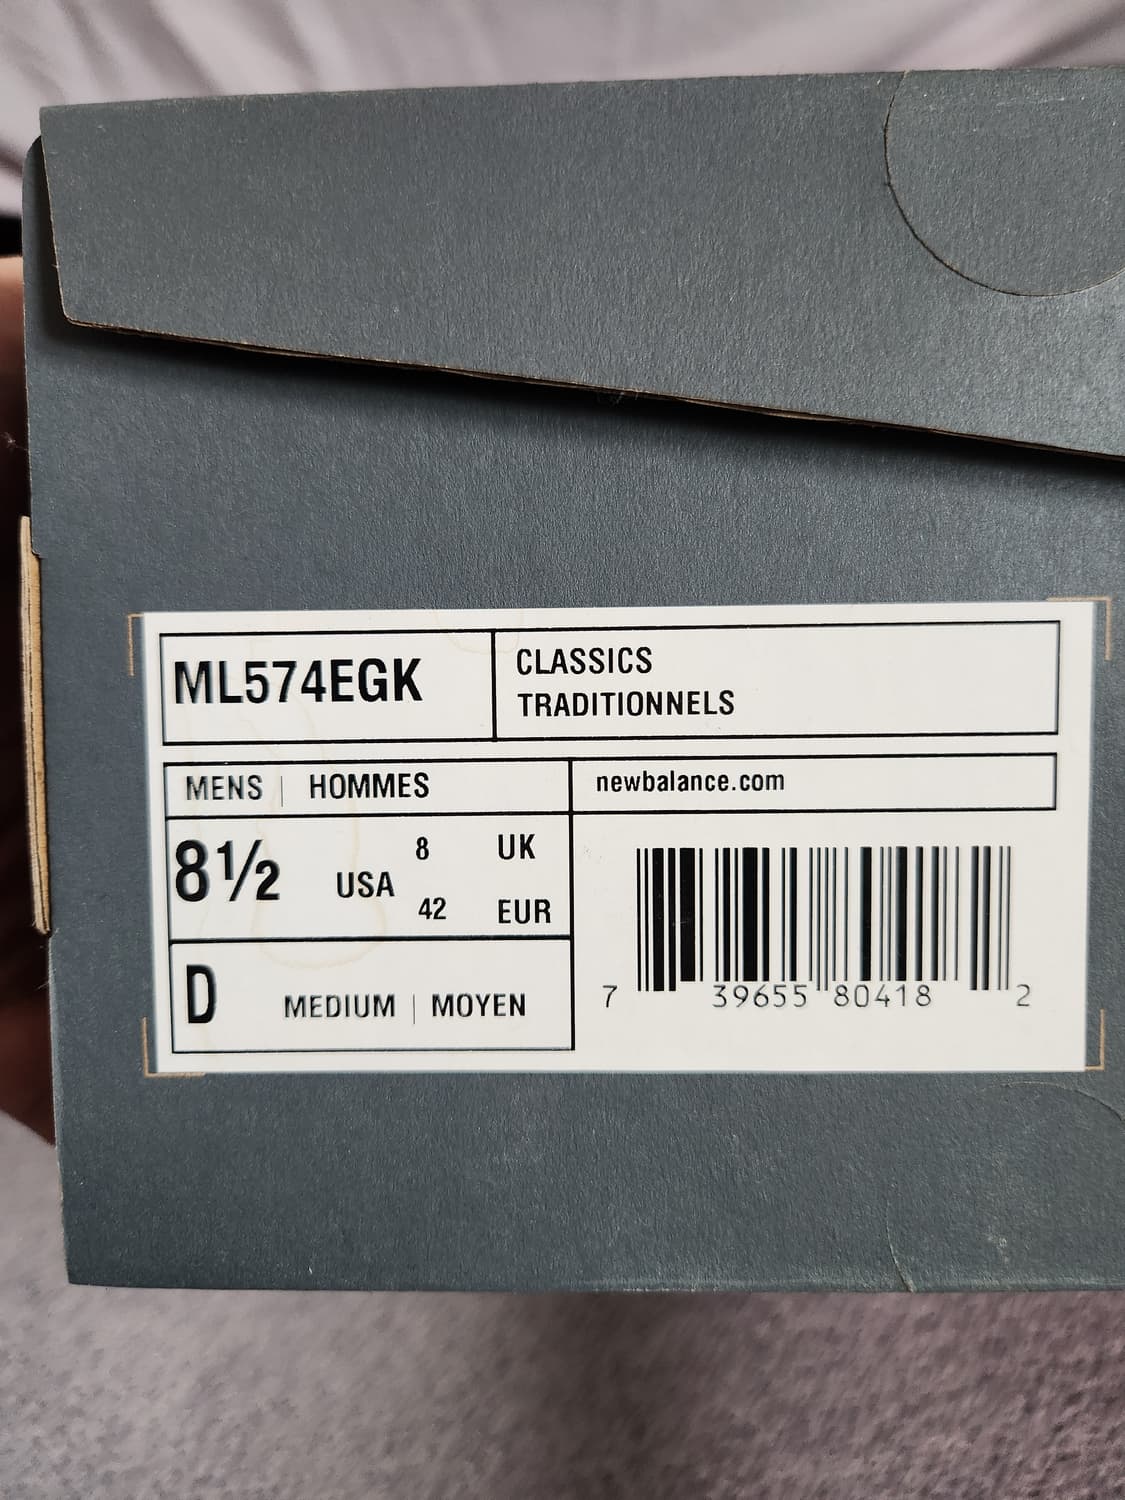 ML574EGK
CLASSICS
TRADITIONNELS
MENS | HOMMES
newbalance.com
8½ USA
8 UK
42 EUR
D MEDIUM | MOYEN
7 39655 80418 2